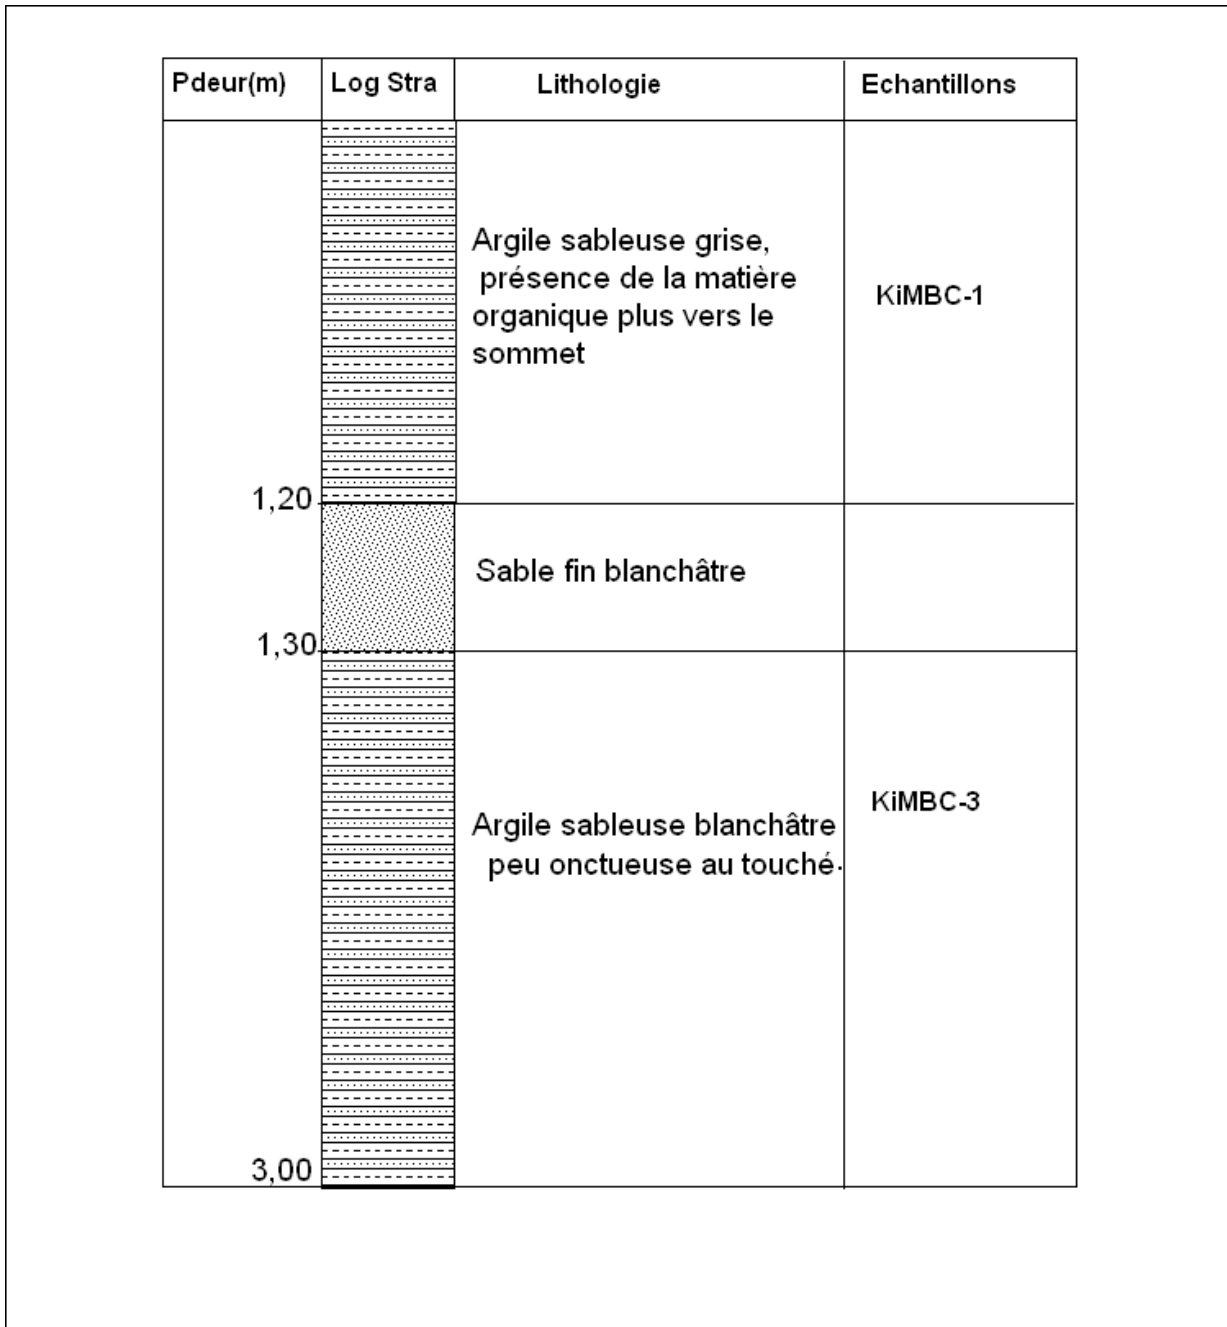 Pdeur(m) Log Stra Lithologie Echantillons
Argile sableuse grise,
présence de la matière
organique plus vers le
sommet
KiMBC-1
1,20
Sable fin blanchâtre
1,30
KiMBC-3
Argile sableuse blanchâtre
peu onctueuse au touché.
3,00